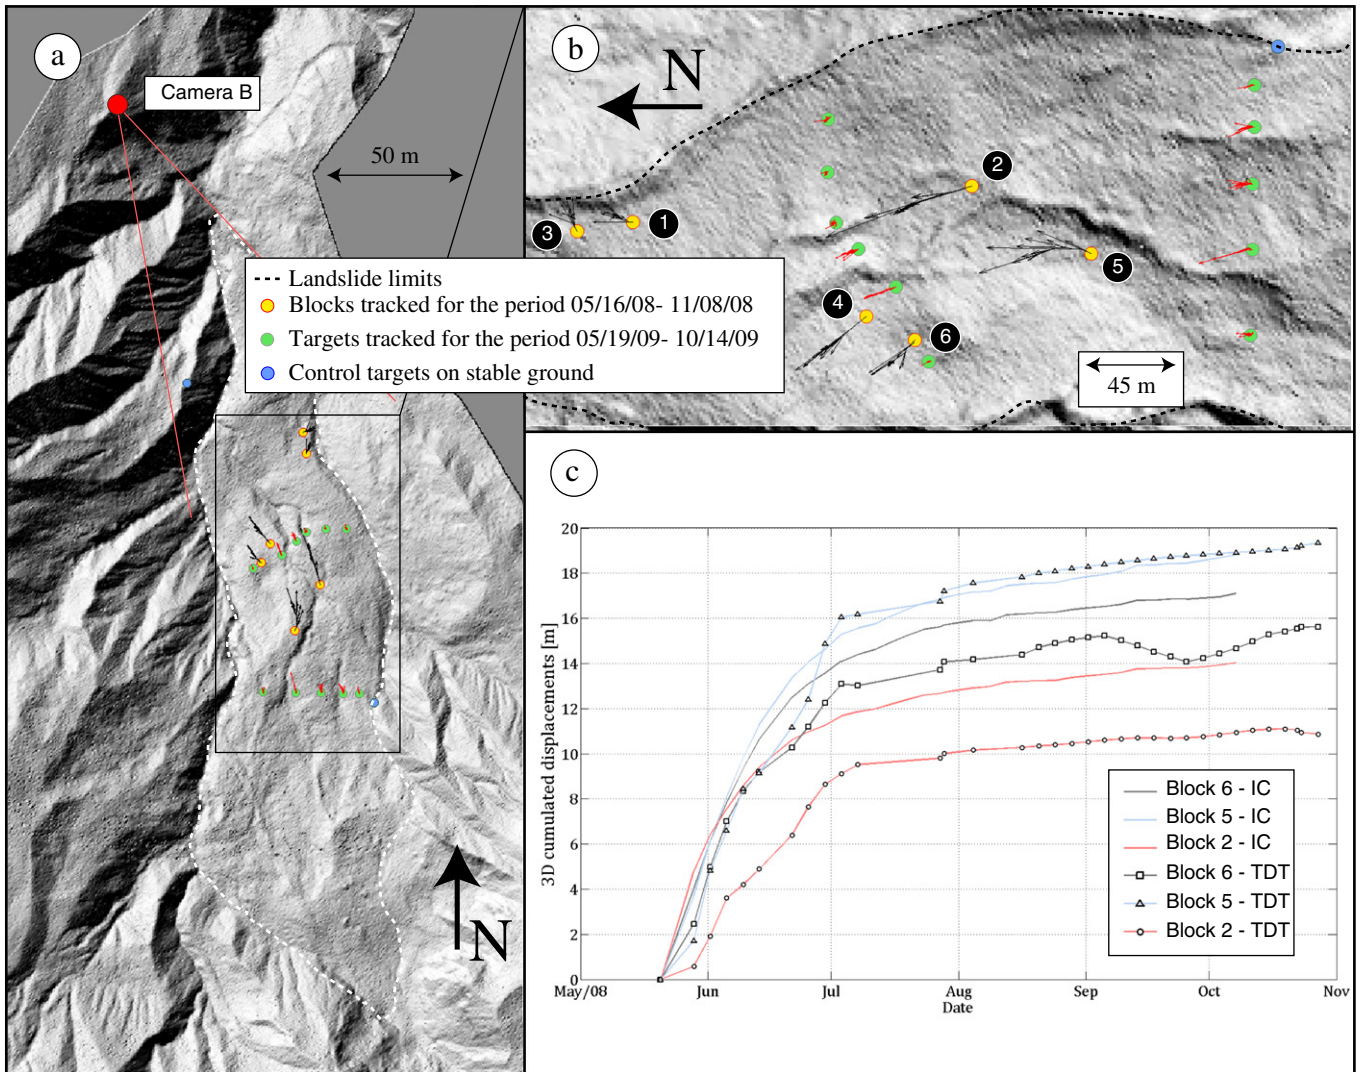 a
Camera B
50 m
Landslide limits
Blocks tracked for the period 05/16/08- 11/08/08
Targets tracked for the period 05/19/09- 10/14/09
Control targets on stable ground
N
b
N
2
1
3
5
4
6
45 m
c
20
18
16
14
12
10
8
6
4
2
0
3D cumulated displacements [m]
May/08
Jun
Jul
Aug
Sep
Oct
Nov
Date
Block 6 - IC
Block 5 - IC
Block 2 - IC
Block 6 - TDT
Block 5 - TDT
Block 2 - TDT